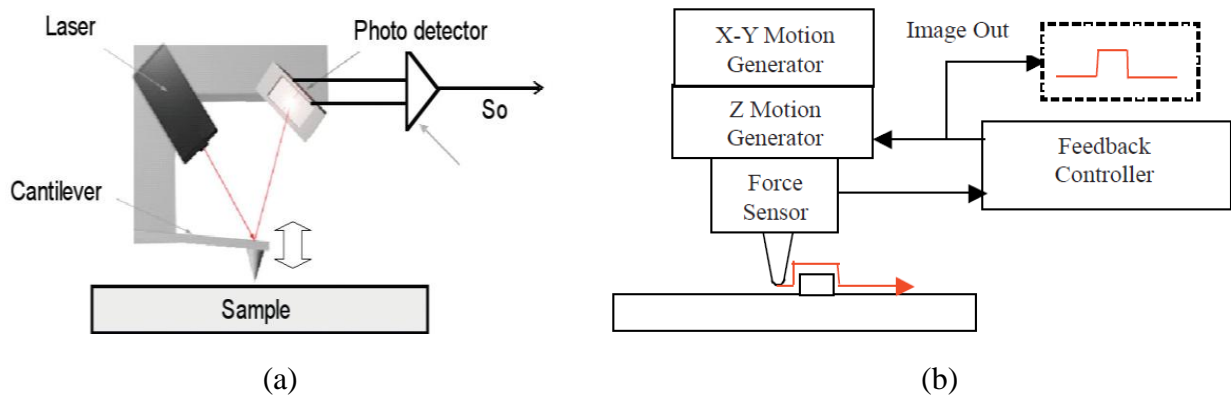 Laser
Photo detector
So
Cantilever
Sample
(a)
X-Y Motion
Generator
Z Motion
Generator
Force
Sensor
Image Out
Feedback
Controller
(b)